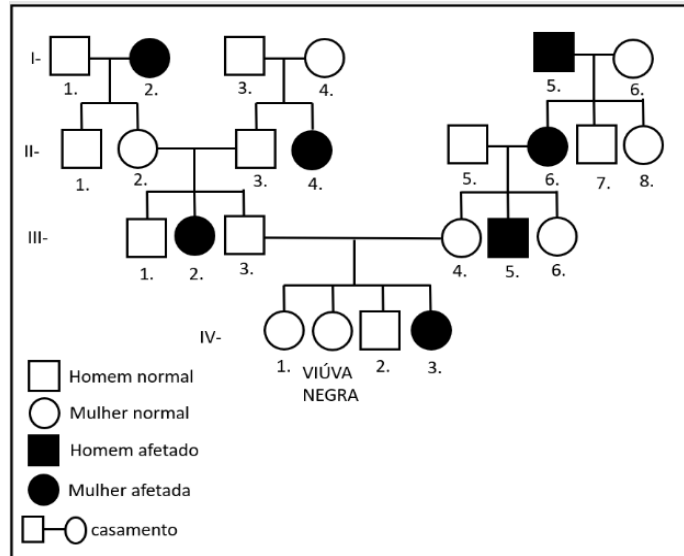 I-
1. 2. 3. 4. 5. 6.
II-
1. 2. 3. 4. 5. 6. 7. 8.
III-
1. 2. 3. 4. 5. 6.
IV-
1. VIÚVA NEGRA 2. 3.
Homem normal
Mulher normal
Homem afetado
Mulher afetada
casamento